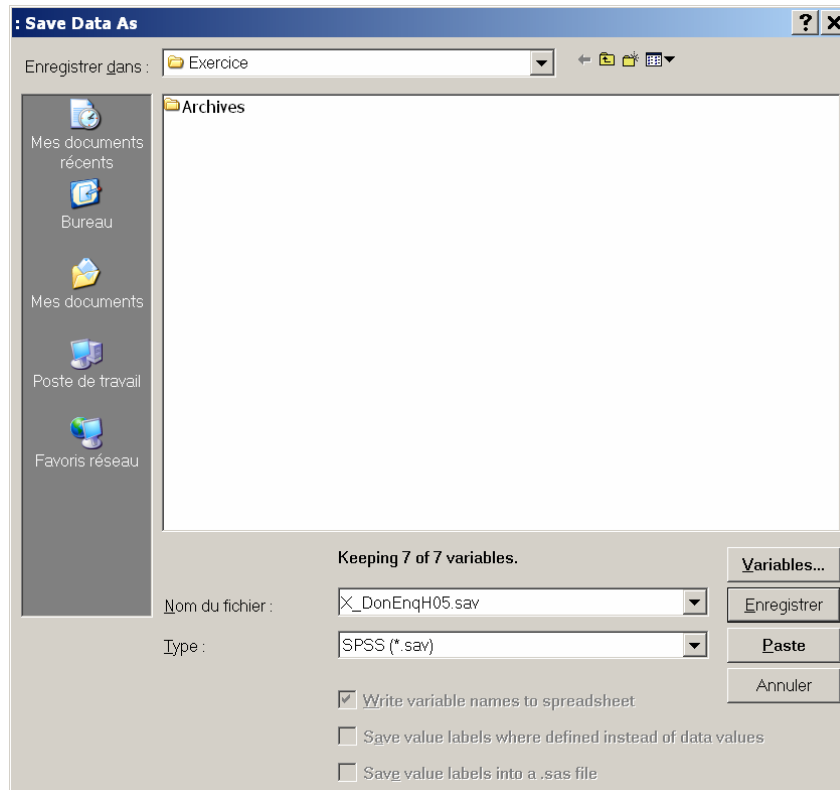 : Save Data As
Enregistrer dans :
Exercice
Archives
Mes documents
récents
Bureau
Mes documents
Poste de travail
Favoris réseau
Keeping 7 of 7 variables.
Variables...
Nom du fichier :
X_DonEnqH05.sav
Enregistrer
Type :
SPSS (*.sav)
Paste
Annuler
Write variable names to spreadsheet
Save value labels where defined instead of data values
Save value labels into a .sas file